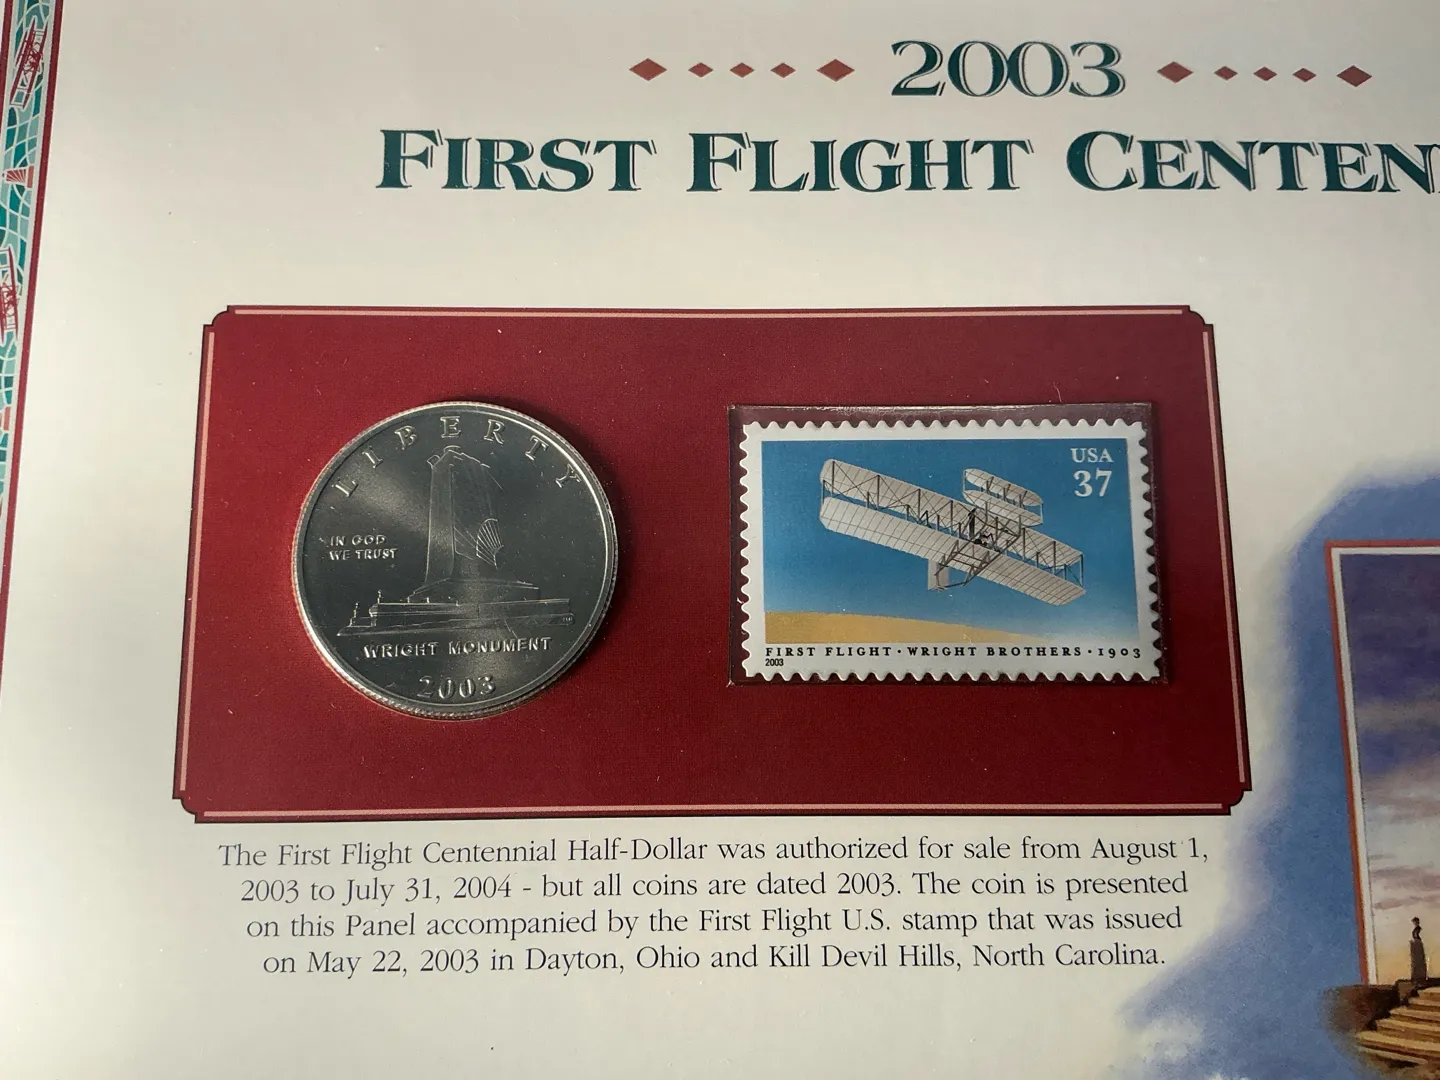 2003
FIRST FLIGHT CENTEN
LIBERTY
IN GOD
WE TRUST
WRIGHT MONUMENT
2003
USA
37
FIRST FLIGHT · WRIGHT BROTHERS · 1903
2003
The First Flight Centennial Half-Dollar was authorized for sale from August 1,
2003 to July 31, 2004 - but all coins are dated 2003. The coin is presented
on this Panel accompanied by the First Flight U.S. stamp that was issued
on May 22, 2003 in Dayton, Ohio and Kill Devil Hills, North Carolina.